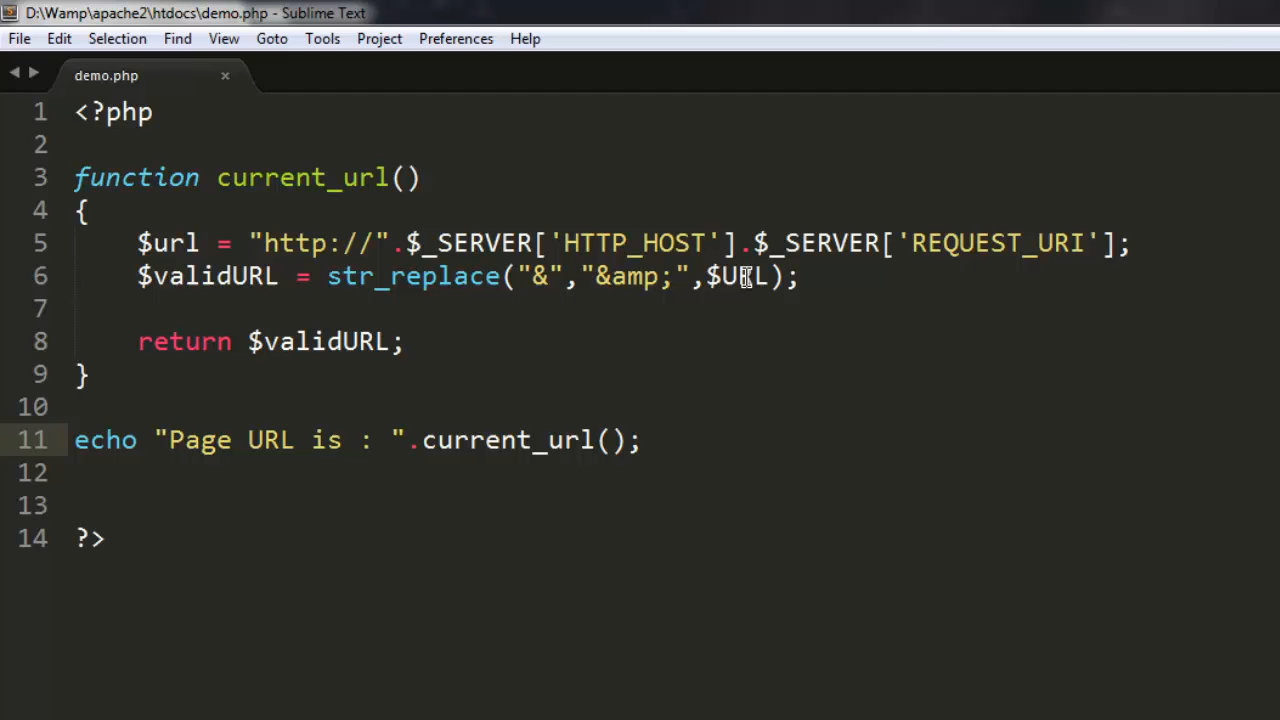 D:\Wamp\apache2\htdocs\demo.php - Sublime Text
File Edit Selection Find View Goto Tools Project Preferences Help
demo.php ×
1 <?php
2
3 function current_url()
4 {
5     $url = "http://".$_SERVER['HTTP_HOST'].$_SERVER['REQUEST_URI'];
6     $validURL = str_replace("&","&amp;",$URL);
7
8     return $validURL;
9 }
10
11 echo "Page URL is : ".current_url();
12
13
14 ?>